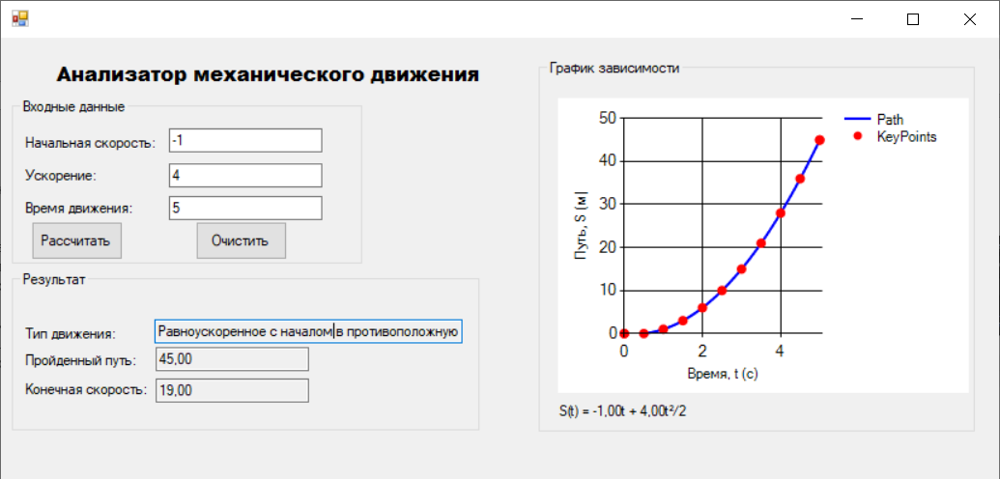 Анализатор механического движения
Входные данные
Начальная скорость: -1
Ускорение: 4
Время движения: 5
Рассчитать Очистить
Результат
Тип движения: Равноускоренное с началом в противоположную
Пройденный путь: 45,00
Конечная скорость: 19,00
График зависимости
Path
KeyPoints
50
40
30
20
10
0
Путь, S (м)
0 2 4
Время, t (с)
S(t) = -1,00t + 4,00t²/2